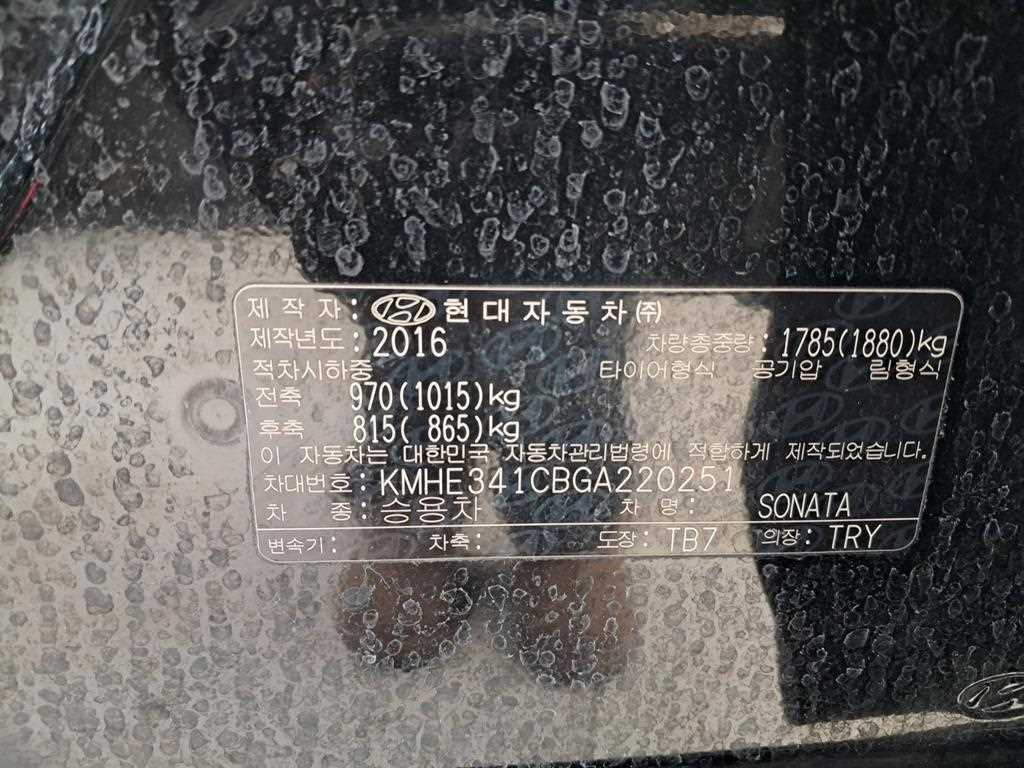 제 작 자 : 현대자동차(주)
제작년도 : 2016 차량총중량 : 1785(1880)kg
적차시하중 타이어형식 공기압 림형식
전축 970(1015)kg
후축 815( 865)kg
이 자동차는 대한민국 자동차관리법령에 적합하게 제작되었습니다.
차대번호 : KMHE341CBGA220251
차 종 : 승용차 차 명 : SONATA
변속기 : 차축 : 도장 : TB7 의장 : TRY